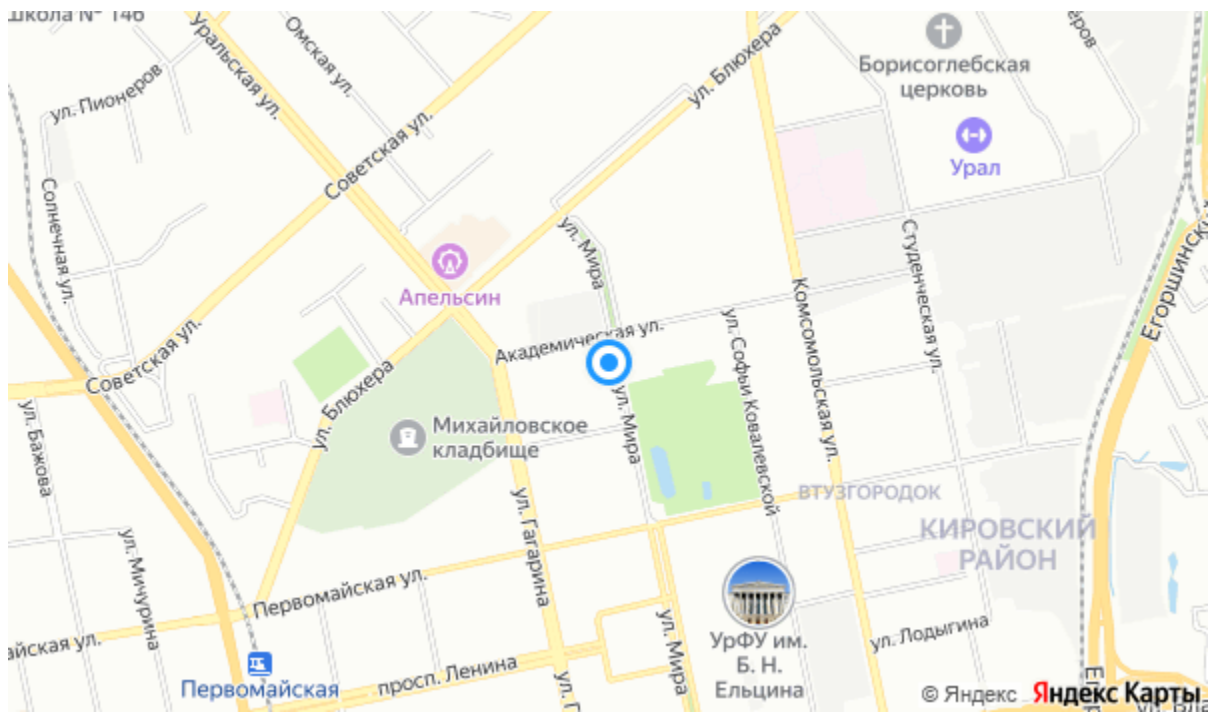 Школа № 146
Уральская ул.
Омская ул.
ул. Пионеров
Советская ул.
ул. Блюхера
Борисоглебская
церковь
Урал
Солнечная ул.
ул. Мира
Студенческая ул.
Апельсин
Комсомольская ул.
Академическая ул.
ул. Софьи Ковалевской
Советская ул.
ул. Блюхера
ул. Мира
ул. Бажова
Михайловское
кладбище
ВТУЗГОРОДОК
КИРОВСКИЙ
РАЙОН
ул. Гагарина
ул. Мичурина
Первомайская ул.
айская ул.
УрФУ им.
Б. Н.
Ельцина
ул. Мира
ул. Лодыгина
просп. Ленина
Первомайская
© Яндекс Яндекс Карты